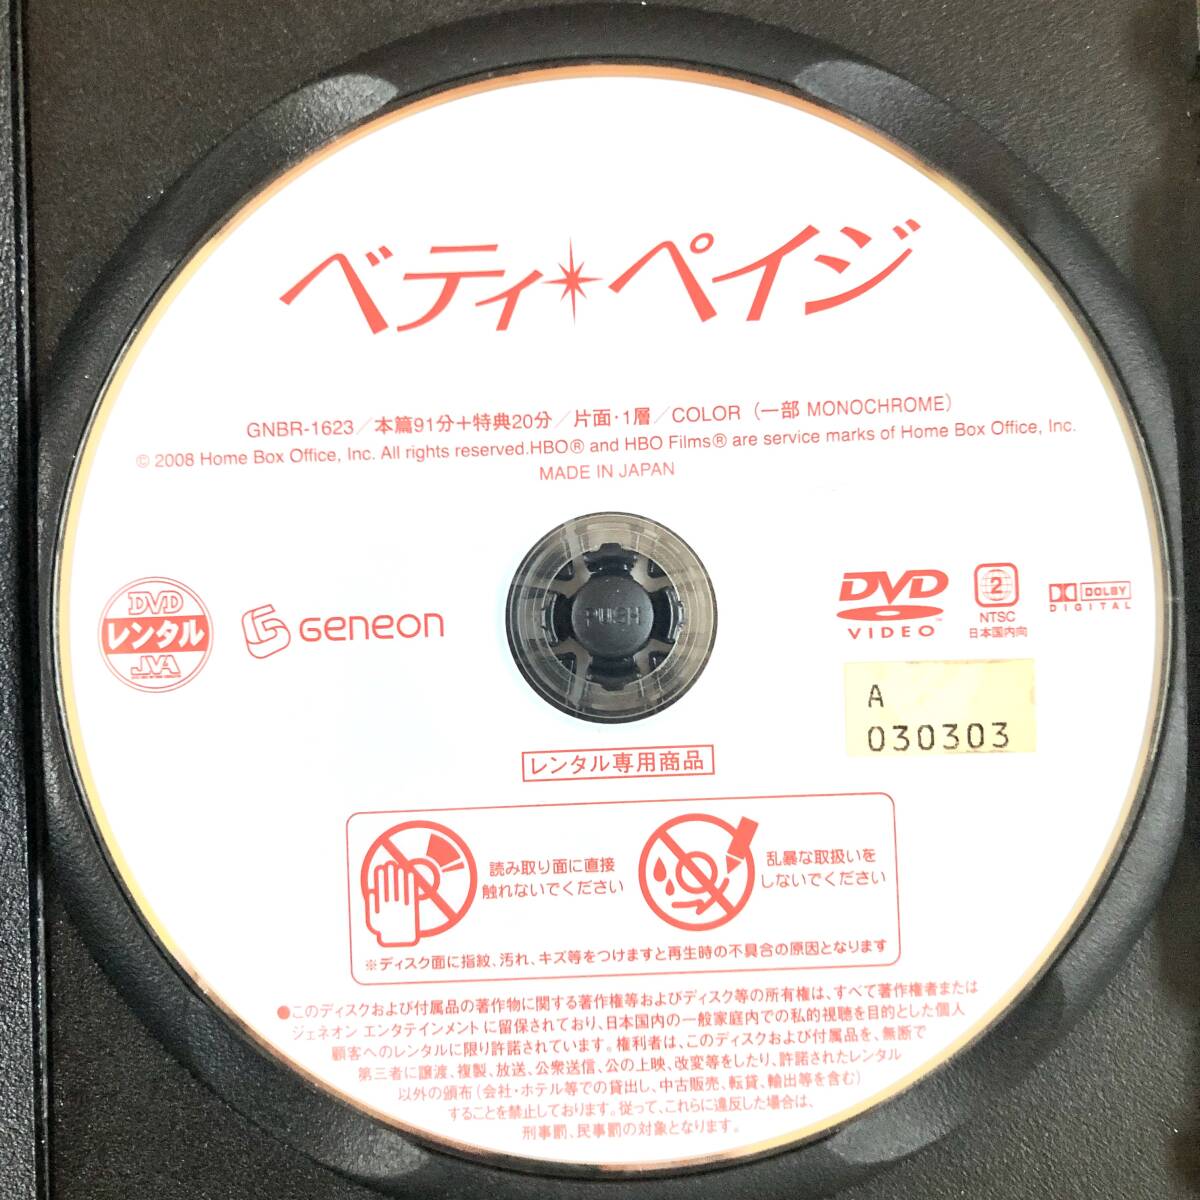 ベティ・ペイジ
GNBR-1623／本篇91分＋特典20分／片面・1層／COLOR（一部 MONOCHROME）
© 2008 Home Box Office, Inc. All rights reserved.HBO® and HBO Films® are service marks of Home Box Office, Inc.
MADE IN JAPAN
DVD
レンタル
JVA
GENEON
PUSH
DVD
VIDEO
2
NTSC
日本国内向
DOLBY
DIGITAL
A
030303
レンタル専用商品
読み取り面に直接
触れないでください
乱暴な取扱いを
しないでください
※ディスク面に指紋、汚れ、キズ等をつけますと再生時の不具合の原因となります
●このディスクおよび付属品の著作物に関する著作権等およびディスク等の所有権は、すべて著作権者または
ジェネオン エンタテインメントに留保されており、日本国内の一般家庭内での私的視聴を目的とした個人
顧客へのレンタルに限り許諾されています。権利者は、このディスクおよび付属品を、無断で
第三者に譲渡、複製、放送、公衆送信、公の上映、改変等をしたり、許諾されたレンタル
以外の頒布（会社・ホテル等での貸出し、中古販売、転貸、輸出等を含む）
することを禁止しております。従って、これらに違反した場合は、
刑事罰、民事罰の対象となります。